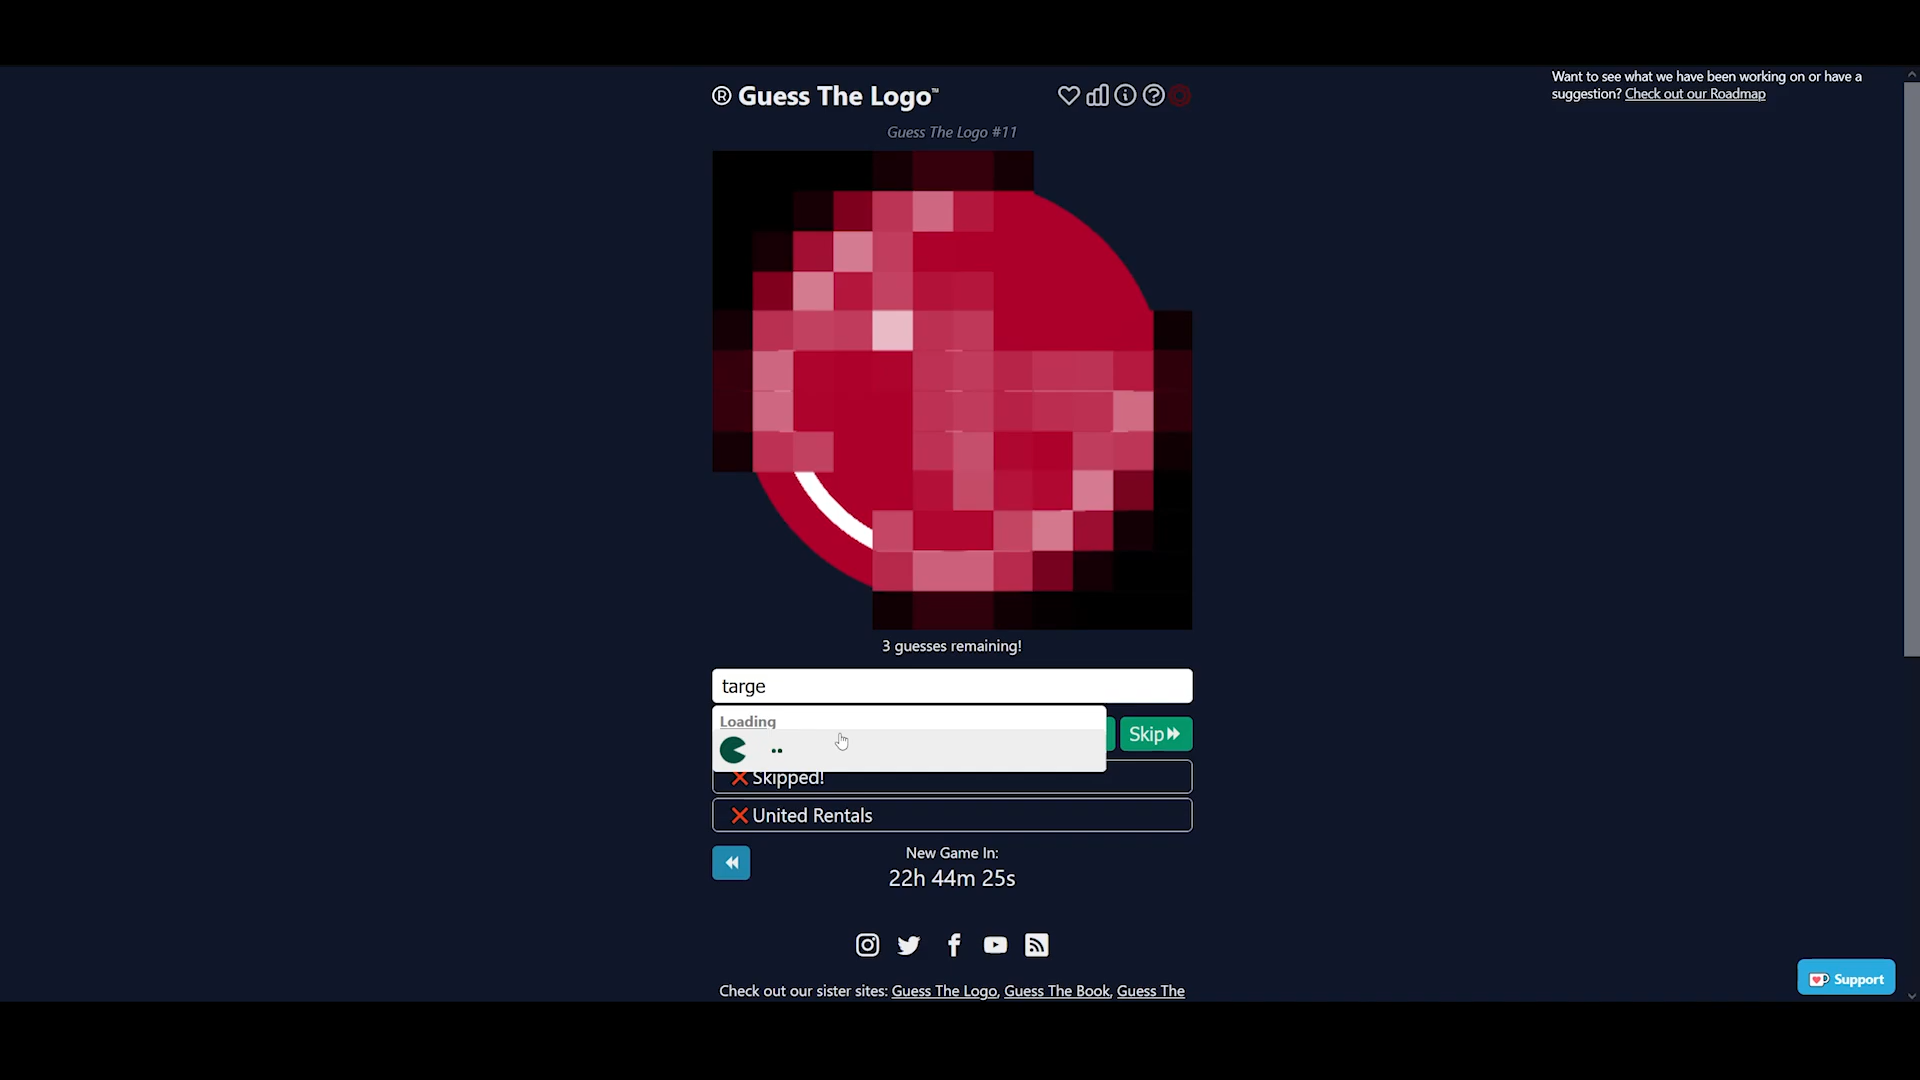 Want to see what we have been working on or have a
suggestion? Check out our Roadmap
® Guess The Logo™
Guess The Logo #11
3 guesses remaining!
targe
Loading
Skip
❌ Skipped!
❌ United Rentals
New Game In:
22h 44m 25s
Support
Check out our sister sites: Guess The Logo, Guess The Book, Guess The